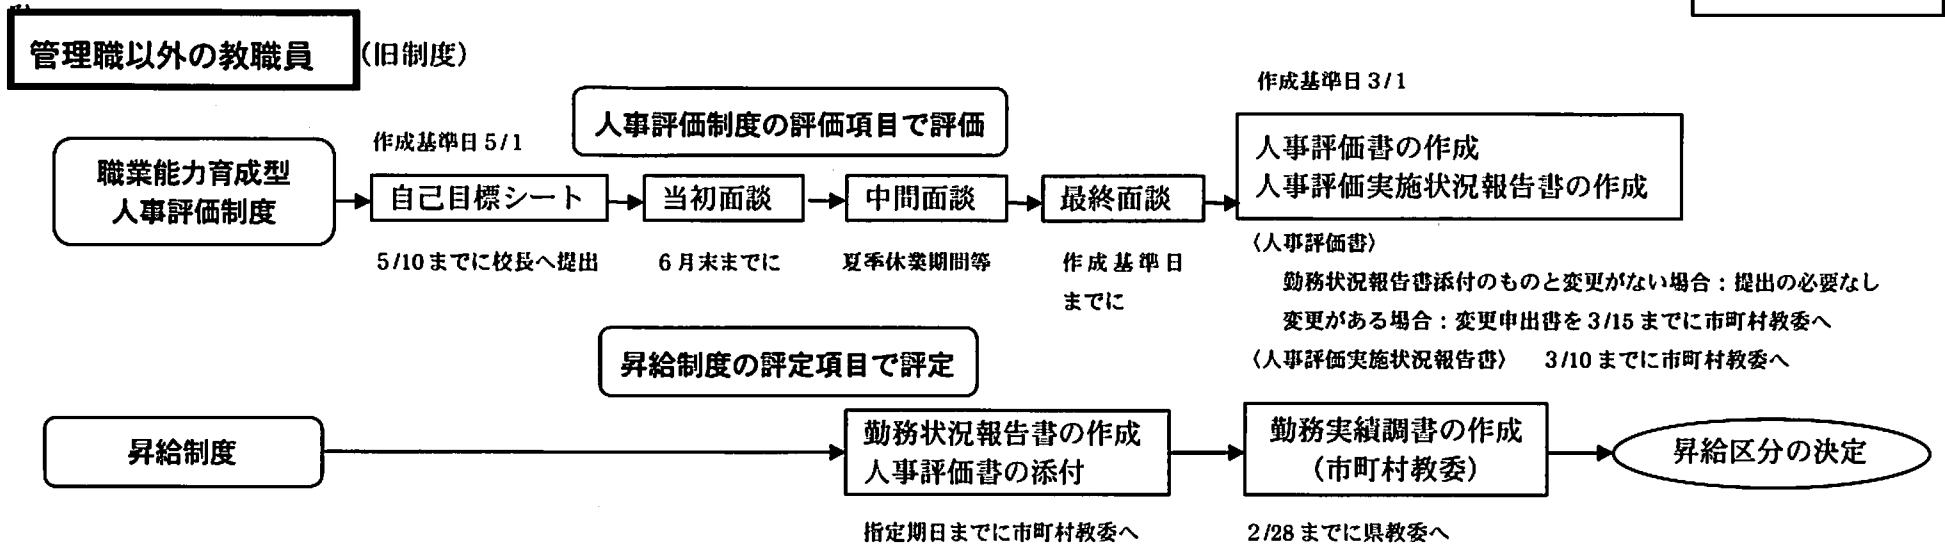 管理職以外の教職員
(旧制度)
作成基準日 3/1
人事評価制度の評価項目で評価
作成基準日 5/1
職業能力育成型
人事評価制度
自己目標シート
当初面談
中間面談
最終面談
人事評価書の作成
人事評価実施状況報告書の作成
5/10 までに校長へ提出
6 月末までに
夏季休業期間等
作成基準日
までに
〈人事評価書〉
勤務状況報告書添付のものと変更がない場合：提出の必要なし
変更がある場合：変更申出書を 3/15 までに市町村教委へ
〈人事評価実施状況報告書〉 3/10 までに市町村教委へ
昇給制度の評定項目で評定
昇給制度
勤務状況報告書の作成
人事評価書の添付
勤務実績調書の作成
(市町村教委)
昇給区分の決定
指定期日までに市町村教委へ
2/28 までに県教委へ